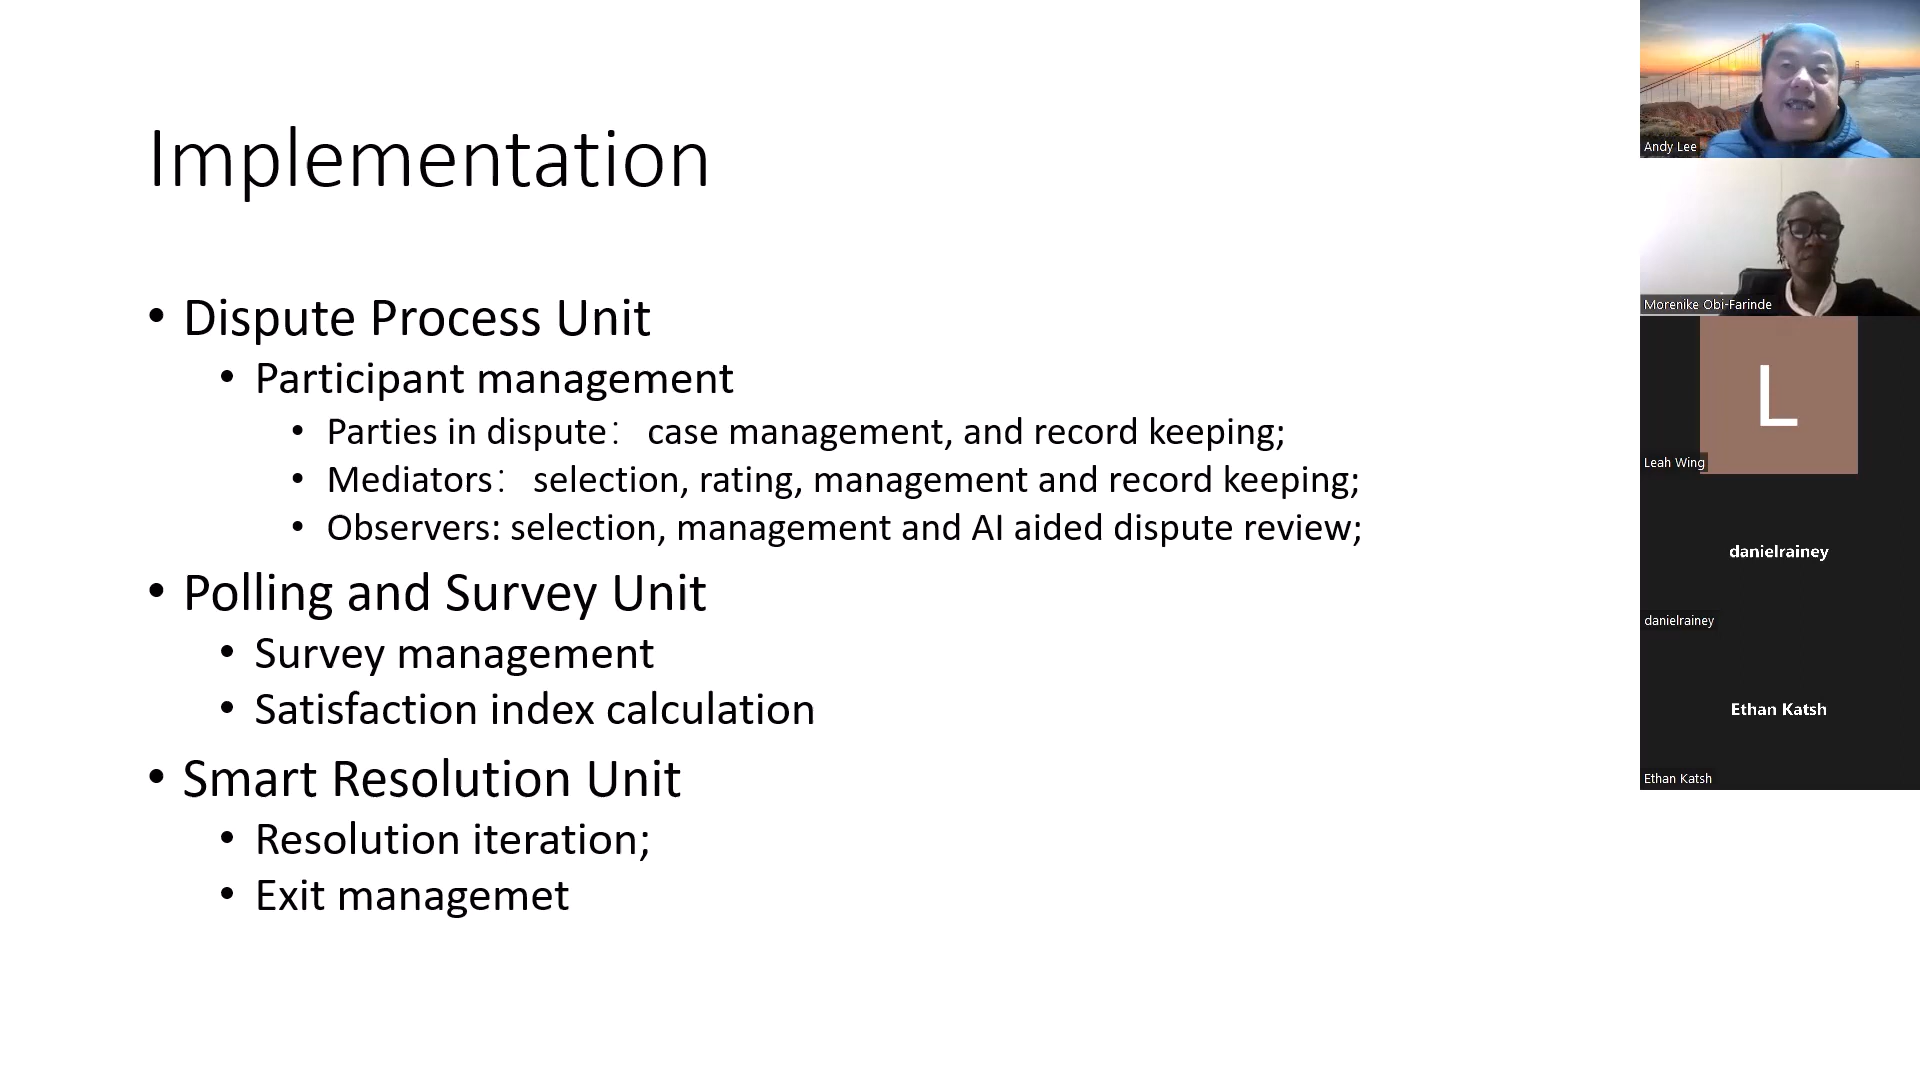 Implementation
• Dispute Process Unit
• Participant management
• Parties in dispute： case management, and record keeping;
• Mediators： selection, rating, management and record keeping;
• Observers: selection, management and AI aided dispute review;
• Polling and Survey Unit
• Survey management
• Satisfaction index calculation
• Smart Resolution Unit
• Resolution iteration;
• Exit managemet
Andy Lee
Morenike Obi-Farinde
L
Leah Wing
danielrainey
danielrainey
Ethan Katsh
Ethan Katsh